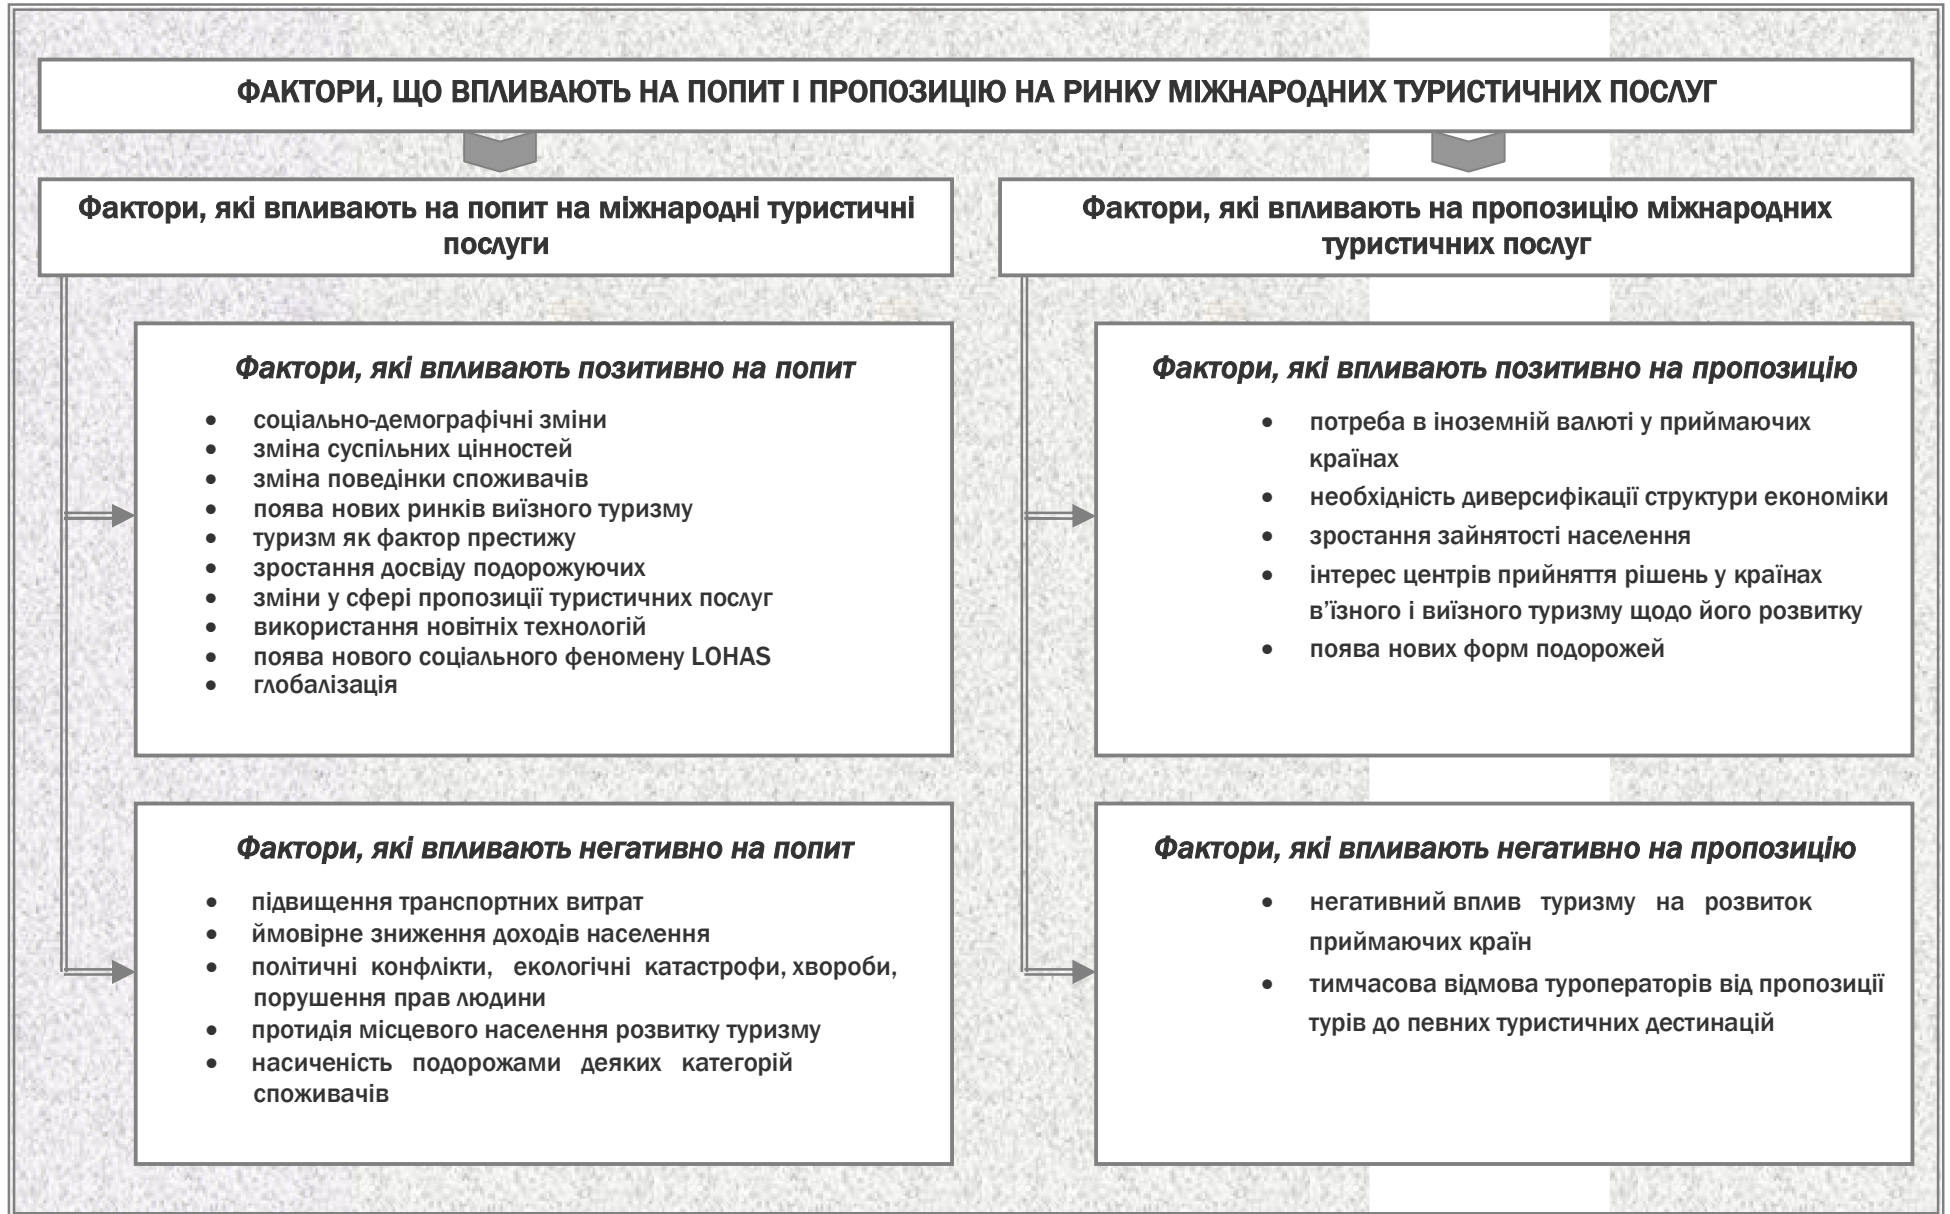 ФАКТОРИ, ЩО ВПЛИВАЮТЬ НА ПОПИТ І ПРОПОЗИЦІЮ НА РИНКУ МІЖНАРОДНИХ ТУРИСТИЧНИХ ПОСЛУГ
Фактори, які впливають на попит на міжнародні туристичні
послуги
Фактори, які впливають позитивно на попит
• соціально-демографічні зміни
• зміна суспільних цінностей
• зміна поведінки споживачів
• поява нових ринків виїзного туризму
• туризм як фактор престижу
• зростання досвіду подорожуючих
• зміни у сфері пропозиції туристичних послуг
• використання новітніх технологій
• поява нового соціального феномену LOHAS
• глобалізація
Фактори, які впливають негативно на попит
• підвищення транспортних витрат
• ймовірне зниження доходів населення
• політичні конфлікти, екологічні катастрофи, хвороби,
порушення прав людини
• протидія місцевого населення розвитку туризму
• насиченість подорожами деяких категорій
споживачів
Фактори, які впливають на пропозицію міжнародних
туристичних послуг
Фактори, які впливають позитивно на пропозицію
• потреба в іноземній валюті у приймаючих
країнах
• необхідність диверсифікації структури економіки
• зростання зайнятості населення
• інтерес центрів прийняття рішень у країнах
в’їзного і виїзного туризму щодо його розвитку
• поява нових форм подорожей
Фактори, які впливають негативно на пропозицію
• негативний вплив туризму на розвиток
приймаючих країн
• тимчасова відмова туроператорів від пропозиції
турів до певних туристичних дестинацій